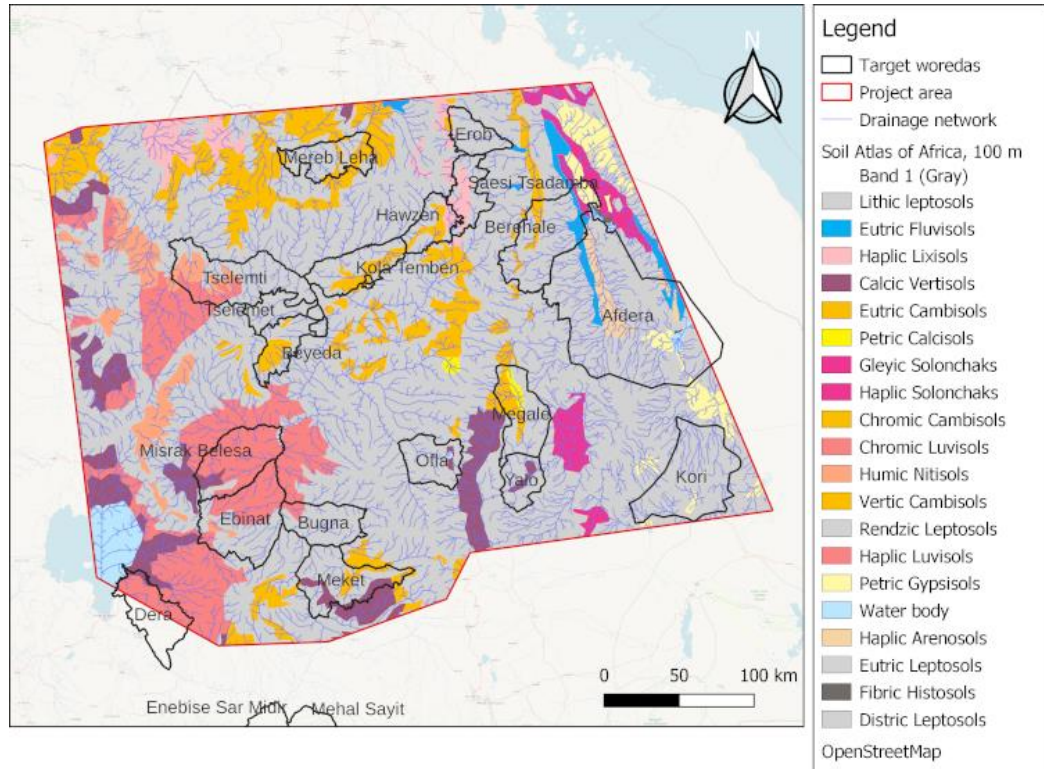 N
Erob
Mereb Leha
Saesi Tsadamba
Hawzen
Berehale
Kola Temben
Tselemti
Tselemet
Afdera
Beyeda
Megale
Misrak Belesa
Ofla
Yalo
Kori
Ebinat
Bugna
Meket
Dera
Enebise Sar Midir
Mehal Sayit
0 50 100 km
Legend
Target woredas
Project area
Drainage network
Soil Atlas of Africa, 100 m
Band 1 (Gray)
Lithic leptosols
Eutric Fluvisols
Haplic Lixisols
Calcic Vertisols
Eutric Cambisols
Petric Calcisols
Gleyic Solonchaks
Haplic Solonchaks
Chromic Cambisols
Chromic Luvisols
Humic Nitisols
Vertic Cambisols
Rendzic Leptosols
Haplic Luvisols
Petric Gypsisols
Water body
Haplic Arenosols
Eutric Leptosols
Fibric Histosols
Distric Leptosols
OpenStreetMap